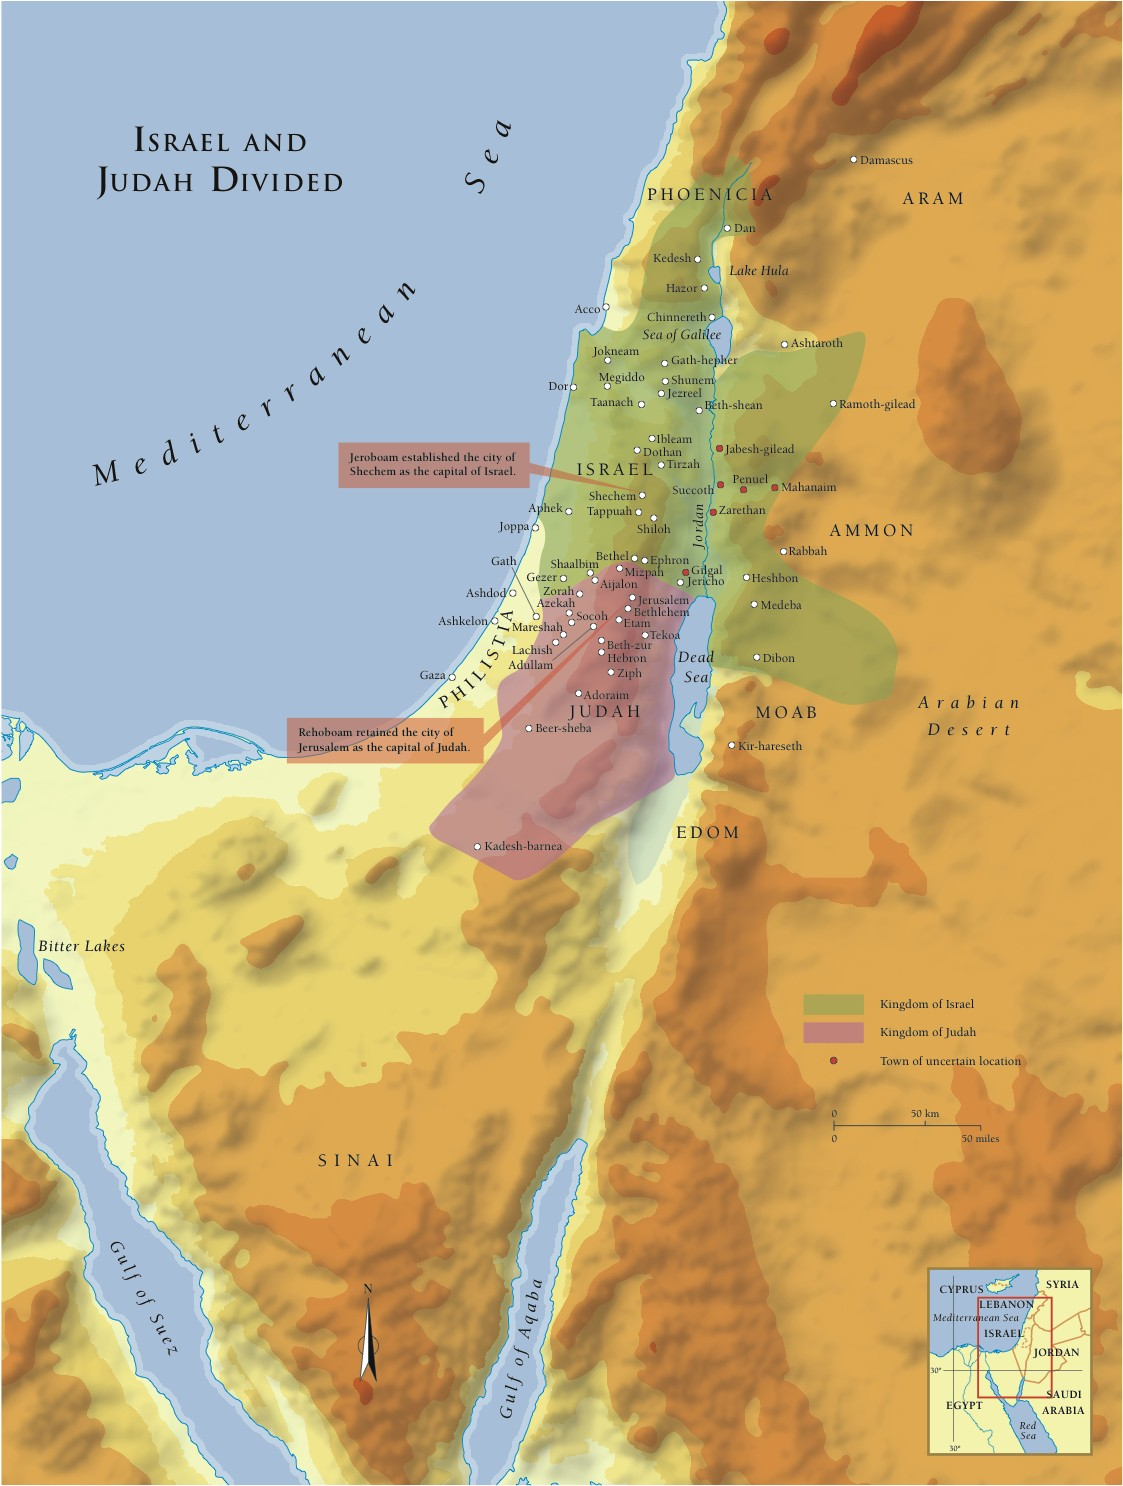 ISRAEL AND
JUDAH DIVIDED
Mediterranean Sea
PHOENICIA
Damascus
ARAM
Dan
Kedesh
Lake Hula
Hazor
Acco
Chinnereth
Sea of Galilee
Ashtaroth
Jokneam
Gath-hepher
Megiddo
Shunem
Dor
Jezreel
Taanach
Beth-shean
Ramoth-gilead
Ibleam
Jabesh-gilead
Dothan
Jeroboam established the city of
Shechem as the capital of Israel.
Tirzah
ISRAEL
Penuel
Succoth
Mahanaim
Shechem
Aphek
Tappuah
Zarethan
Joppa
Shiloh
Jordan
AMMON
Rabbah
Bethel
Ephron
Gath
Shaalbim
Mizpah
Gilgal
Gezer
Aijalon
Jericho
Heshbon
Zorah
Ashdod
Azekah
Jerusalem
Medeba
Bethlehem
Socoh
Ashkelon
Etam
Mareshah
Tekoa
PHILISTIA
Beth-zur
Lachish
Hebron
Dead
Sea
Dibon
Adullam
Ziph
Gaza
Adoraim
Arabian
Desert
JUDAH
MOAB
Beer-sheba
Rehoboam retained the city of
Jerusalem as the capital of Judah.
Kir-hareseth
EDOM
Kadesh-barnea
Bitter Lakes
Kingdom of Israel
Kingdom of Judah
Town of uncertain location
0 50 km
0 50 miles
SINAI
Gulf of Suez
Gulf of Aqaba
N
CYPRUS
SYRIA
LEBANON
Mediterranean Sea
ISRAEL
JORDAN
30°
SAUDI
ARABIA
EGYPT
Red
Sea
30°